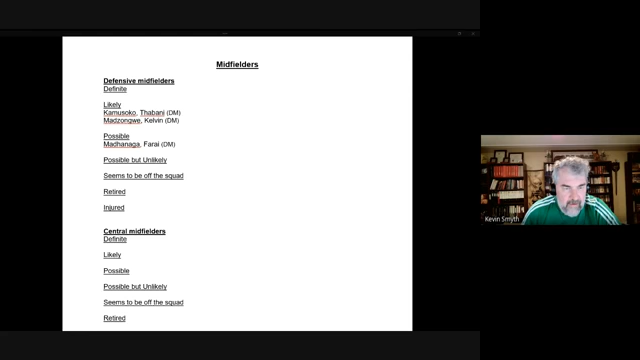 Midfielders
Defensive midfielders
Definite
Likely
Kamusoko, Thabani (DM)
Madzongwe, Kelvin (DM)
Possible
Madhanaga, Farai (DM)
Possible but Unlikely
Seems to be off the squad
Retired
Injured
Central midfielders
Definite
Likely
Possible
Possible but Unlikely
Seems to be off the squad
Retired
Kevin Smyth